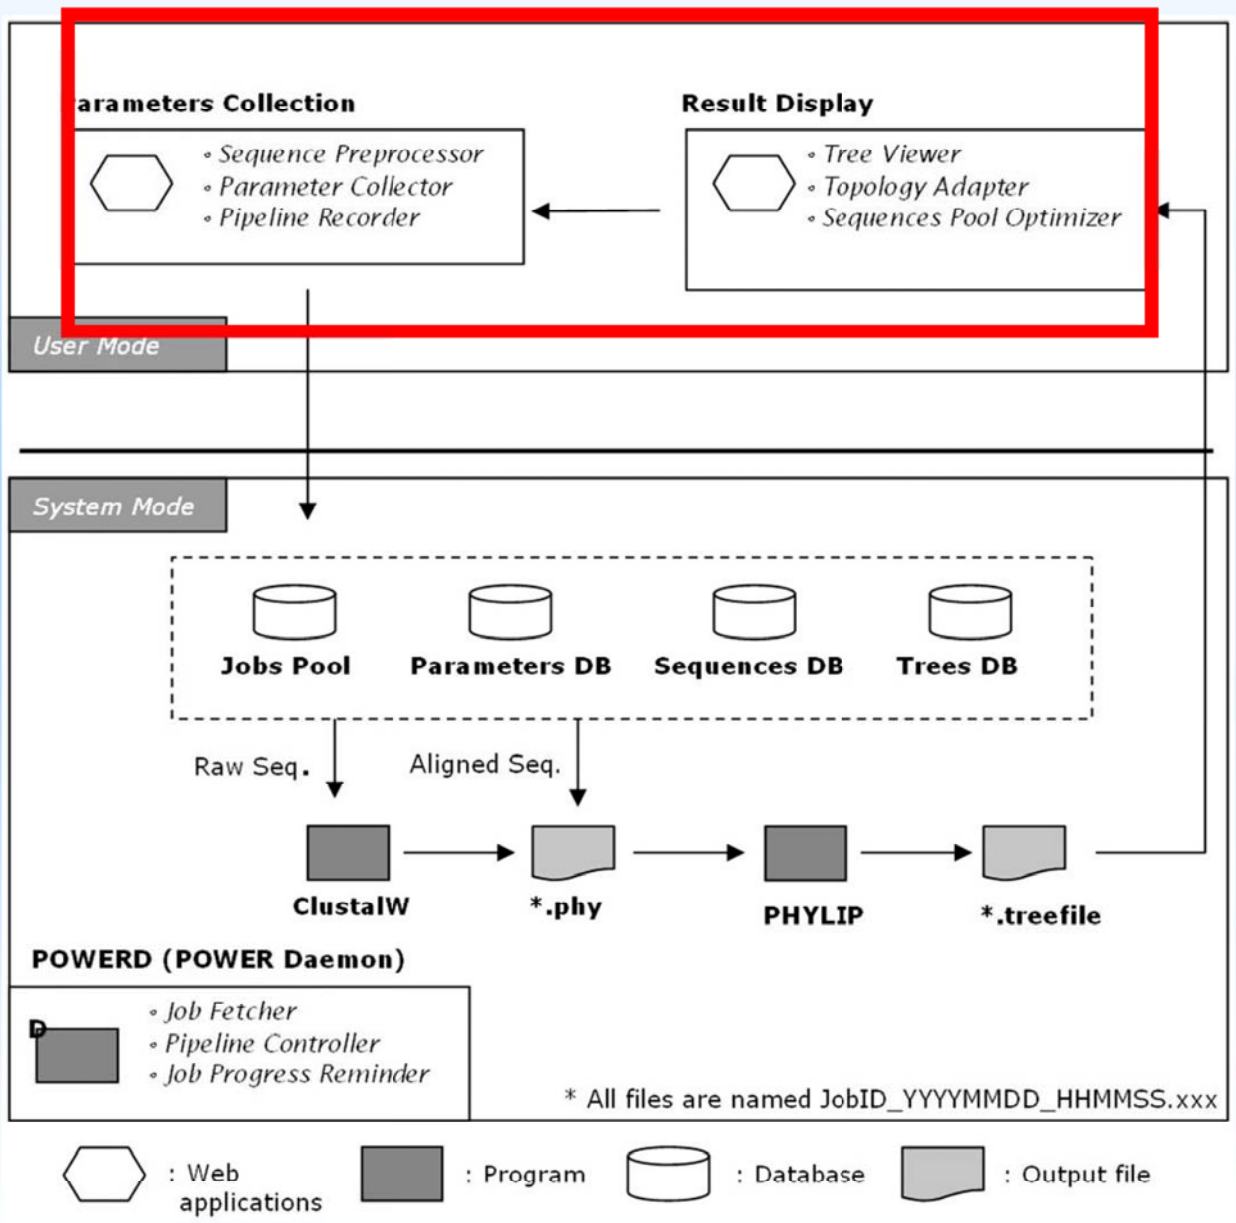 arameters Collection
Result Display
◦ Sequence Preprocessor
◦ Parameter Collector
◦ Pipeline Recorder
◦ Tree Viewer
◦ Topology Adapter
◦ Sequences Pool Optimizer
User Mode
System Mode
Jobs Pool
Parameters DB
Sequences DB
Trees DB
Raw Seq.
Aligned Seq.
ClustalW
*.phy
PHYLIP
*.treefile
POWERD (POWER Daemon)
D
◦ Job Fetcher
◦ Pipeline Controller
◦ Job Progress Reminder
* All files are named JobID_YYYYMMDD_HHMMSS.xxx
: Web
applications
: Program
: Database
: Output file